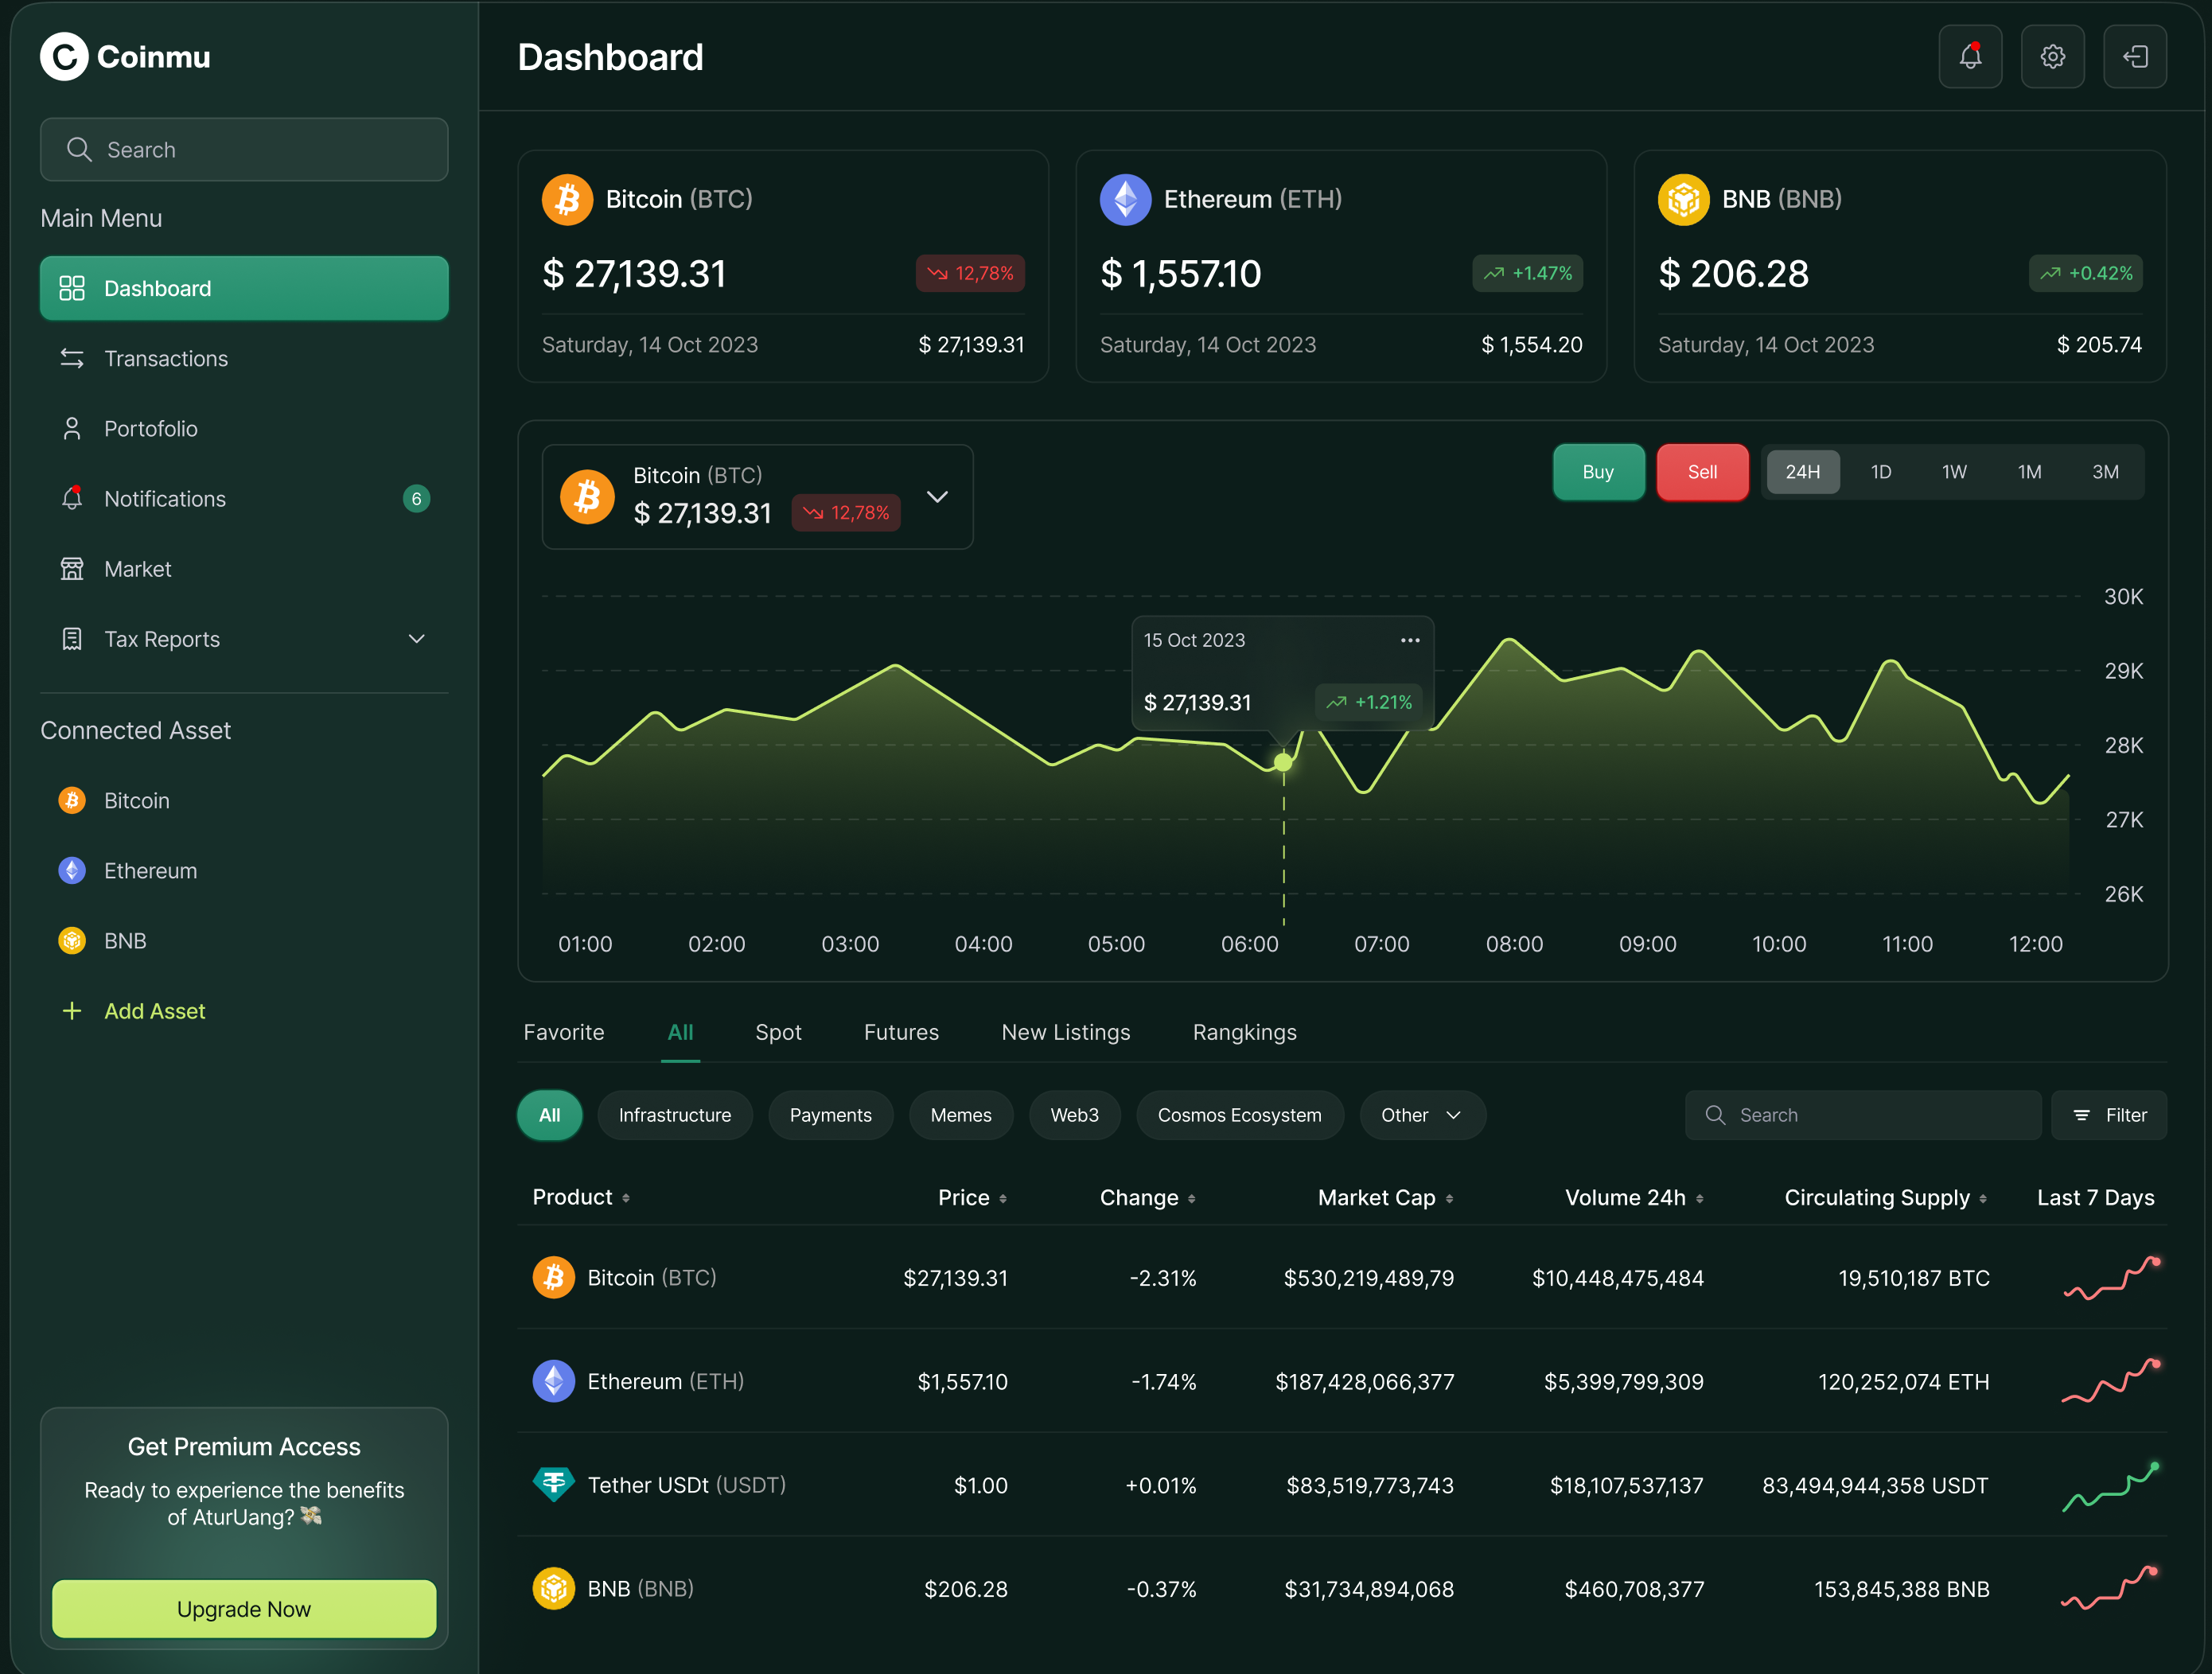 Coinmu
Search
Main Menu
Dashboard
Transactions
Portofolio
Notifications 6
Market
Tax Reports
Connected Asset
Bitcoin
Ethereum
BNB
Add Asset
Get Premium Access
Ready to experience the benefits
of AturUang? 💸
Upgrade Now
Dashboard
Bitcoin (BTC)
$ 27,139.31 12,78%
Saturday, 14 Oct 2023 $ 27,139.31
Ethereum (ETH)
$ 1,557.10 +1.47%
Saturday, 14 Oct 2023 $ 1,554.20
BNB (BNB)
$ 206.28 +0.42%
Saturday, 14 Oct 2023 $ 205.74
Bitcoin (BTC)
$ 27,139.31 12,78%
Buy Sell 24H 1D 1W 1M 3M
15 Oct 2023
$ 27,139.31 +1.21%
30K
29K
28K
27K
26K
01:00 02:00 03:00 04:00 05:00 06:00 07:00 08:00 09:00 10:00 11:00 12:00
Favorite All Spot Futures New Listings Rangkings
All Infrastructure Payments Memes Web3 Cosmos Ecosystem Other Search Filter
Product Price Change Market Cap Volume 24h Circulating Supply Last 7 Days
Bitcoin (BTC) $27,139.31 -2.31% $530,219,489,79 $10,448,475,484 19,510,187 BTC
Ethereum (ETH) $1,557.10 -1.74% $187,428,066,377 $5,399,799,309 120,252,074 ETH
Tether USDt (USDT) $1.00 +0.01% $83,519,773,743 $18,107,537,137 83,494,944,358 USDT
BNB (BNB) $206.28 -0.37% $31,734,894,068 $460,708,377 153,845,388 BNB